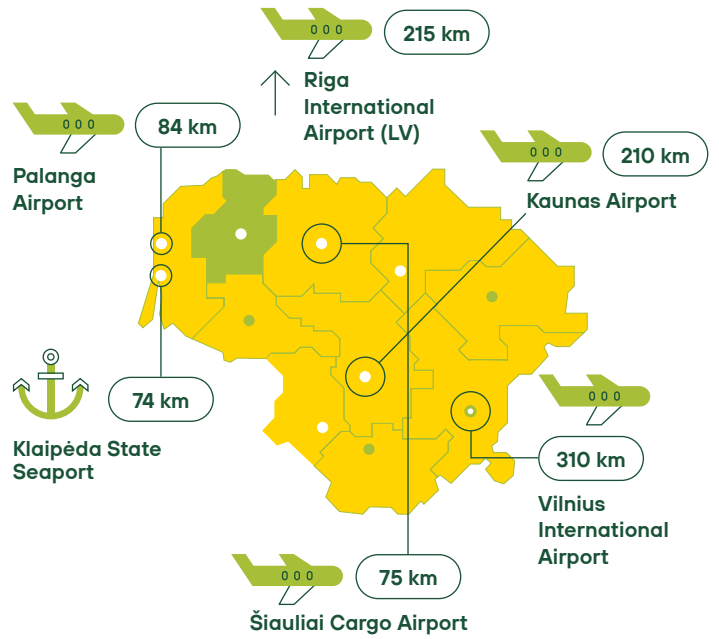 215 km
Riga
International
Airport (LV)
84 km
Palanga
Airport
210 km
Kaunas Airport
74 km
Klaipėda State
Seaport
310 km
Vilnius
International
Airport
75 km
Šiauliai Cargo Airport